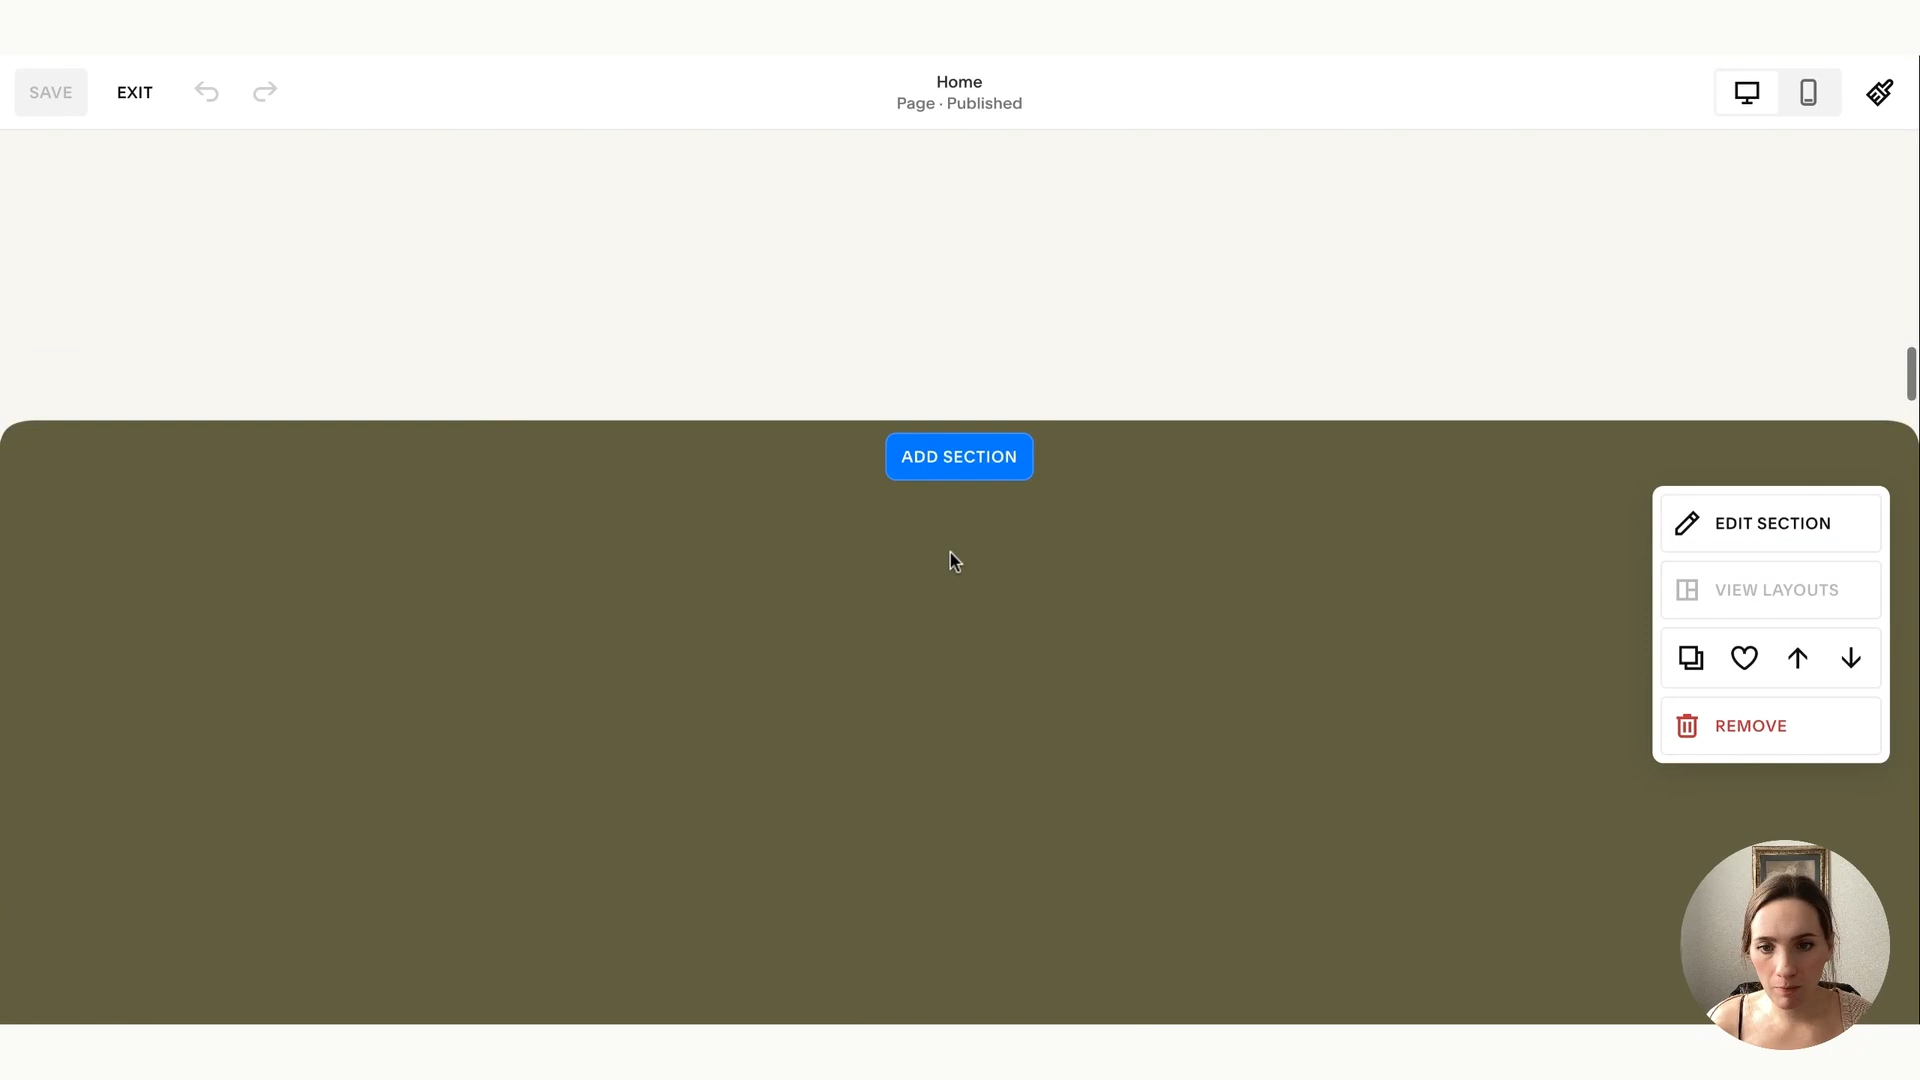 SAVE
EXIT
Home
Page · Published
ADD SECTION
EDIT SECTION
VIEW LAYOUTS
REMOVE